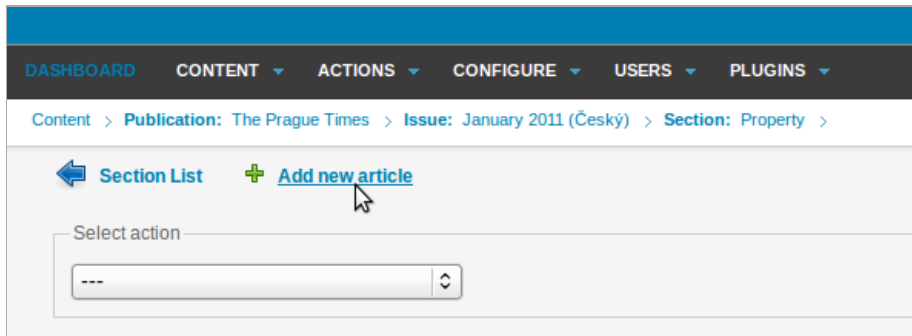 DASHBOARD CONTENT ACTIONS CONFIGURE USERS PLUGINS
Content > Publication: The Prague Times > Issue: January 2011 (Český) > Section: Property >
Section List Add new article
Select action
---